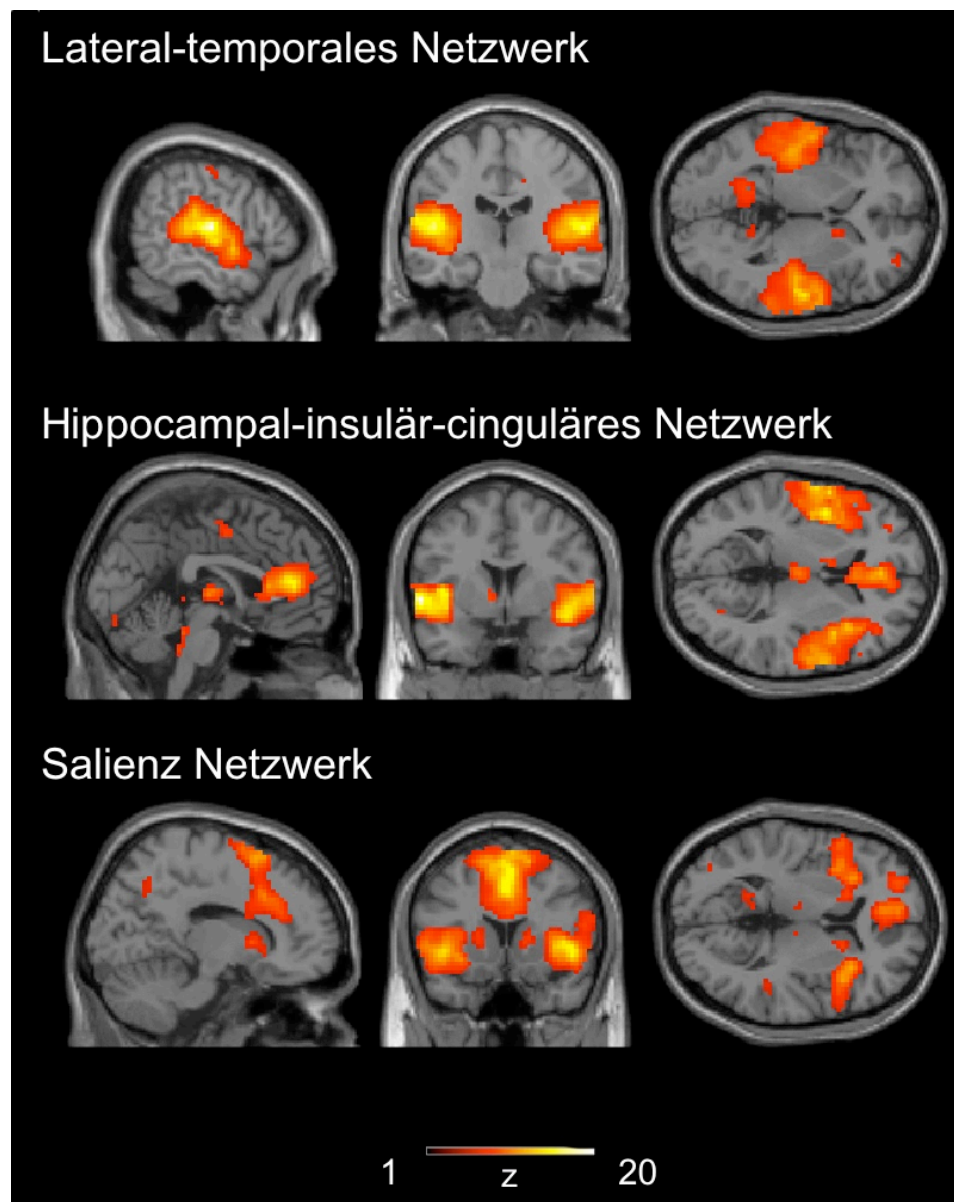 Lateral-temporales Netzwerk
Hippocampal-insulär-cinguläres Netzwerk
Salienz Netzwerk
1 z 20